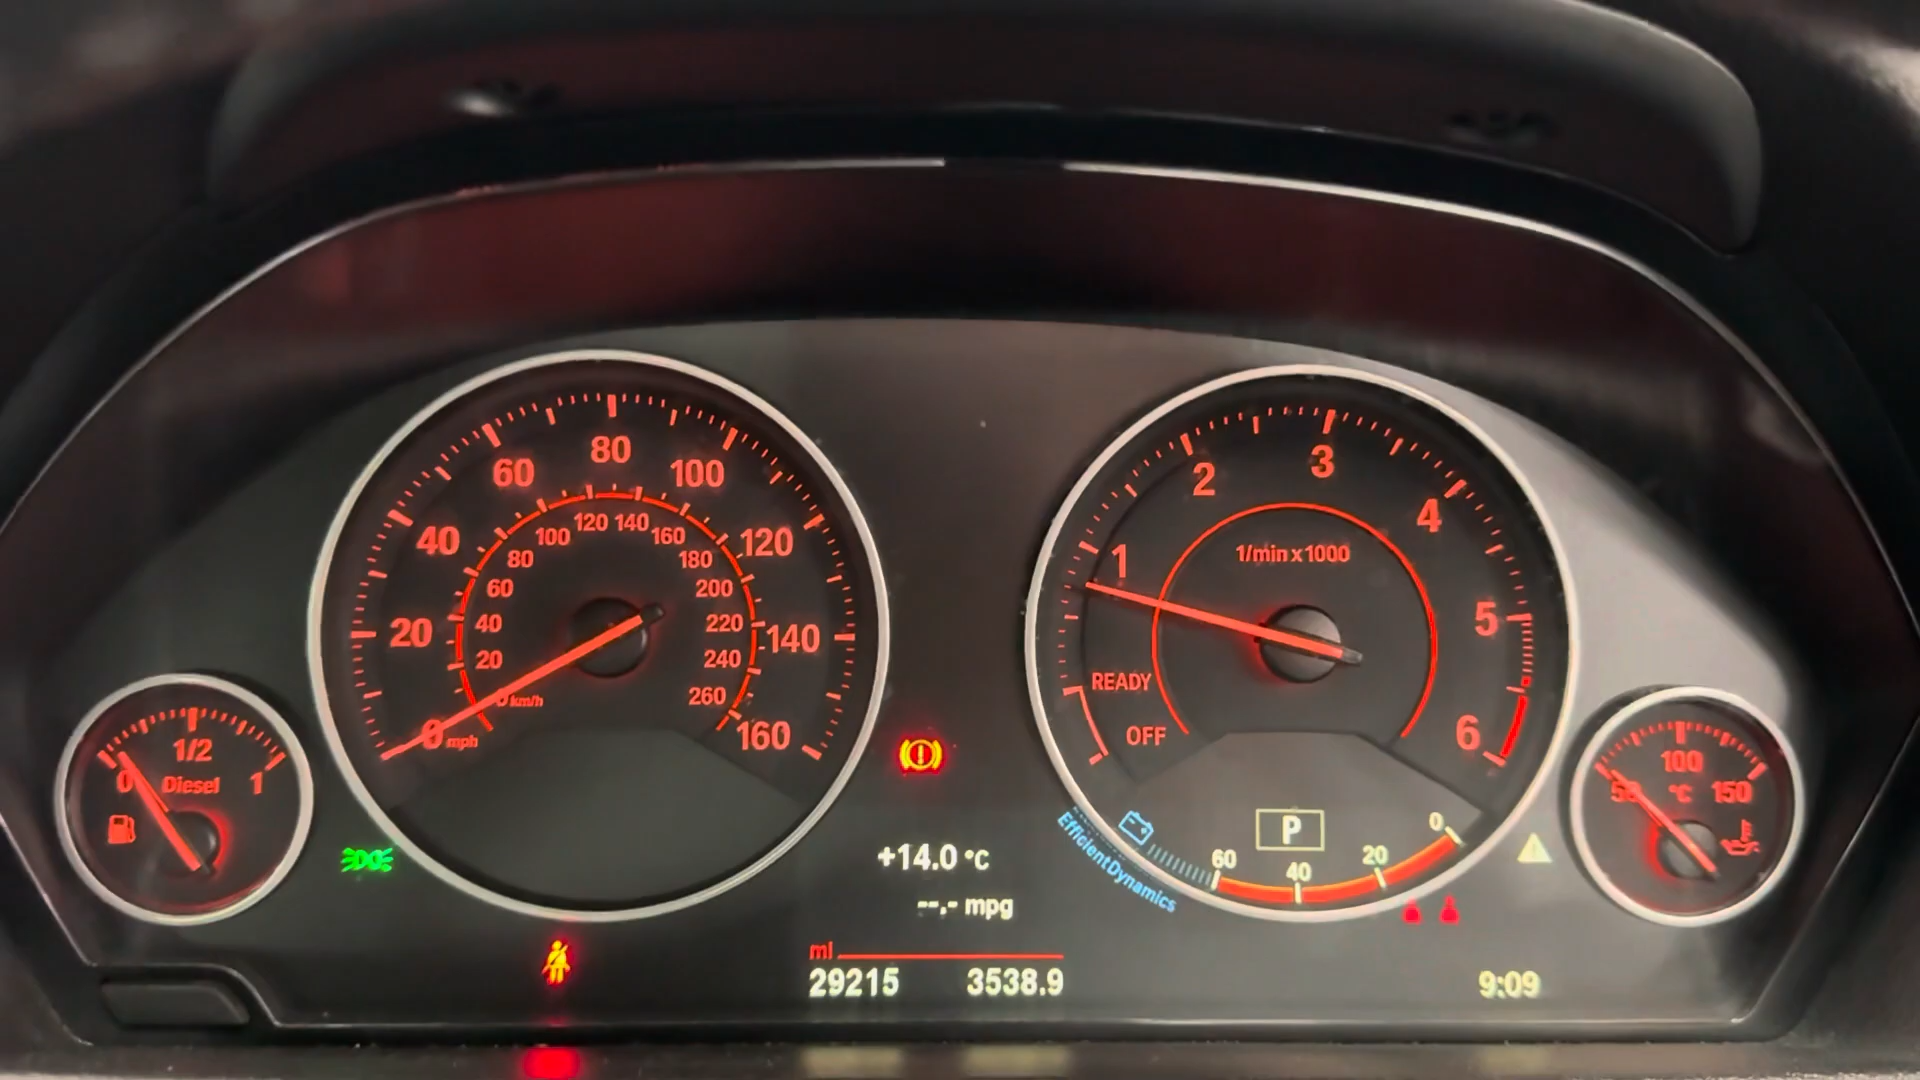 80
60
100
40
120
20
140
0 mph
160
120 140
100
160
80
180
60
200
40
220
20
240
km/h
260
3
2
4
1
1/min x 1000
5
READY
OFF
6
1/2
0 Diesel 1
100
50 °C 150
P
0
60 40 20
EfficientDynamics
+14.0 °C
--.- mpg
ml
29215 3538.9
9:09